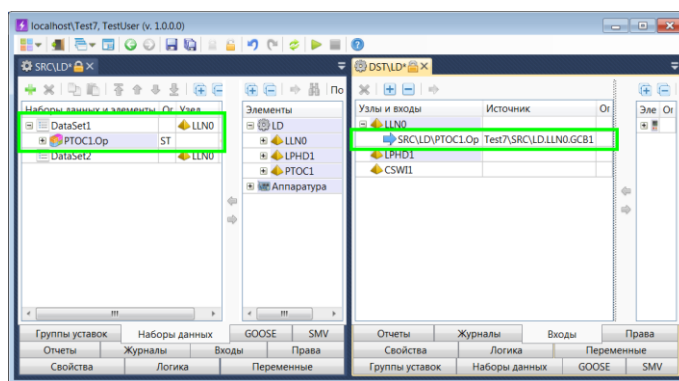 localhost\Test7, TestUser (v. 1.0.0.0)
SRC\LD*
DST\LD*
По
Наборы данных и элементы Ог Узел
Элементы
Узлы и входы Источник Ог
Эле Ог
DataSet1 LLN0
PTOC1.Op ST
DataSet2 LLN0
LD
LLN0
LPHD1
PTOC1
Аппаратура
LLN0
SRC\LD\PTOC1.Op Test7\SRC\LD.LLN0.GCB1
LPHD1
CSWI1
Группы уставок Наборы данных GOOSE SMV
Отчеты Журналы Входы Права
Свойства Логика Переменные
Отчеты Журналы Входы Права
Свойства Логика Переменные
Группы уставок Наборы данных GOOSE SMV